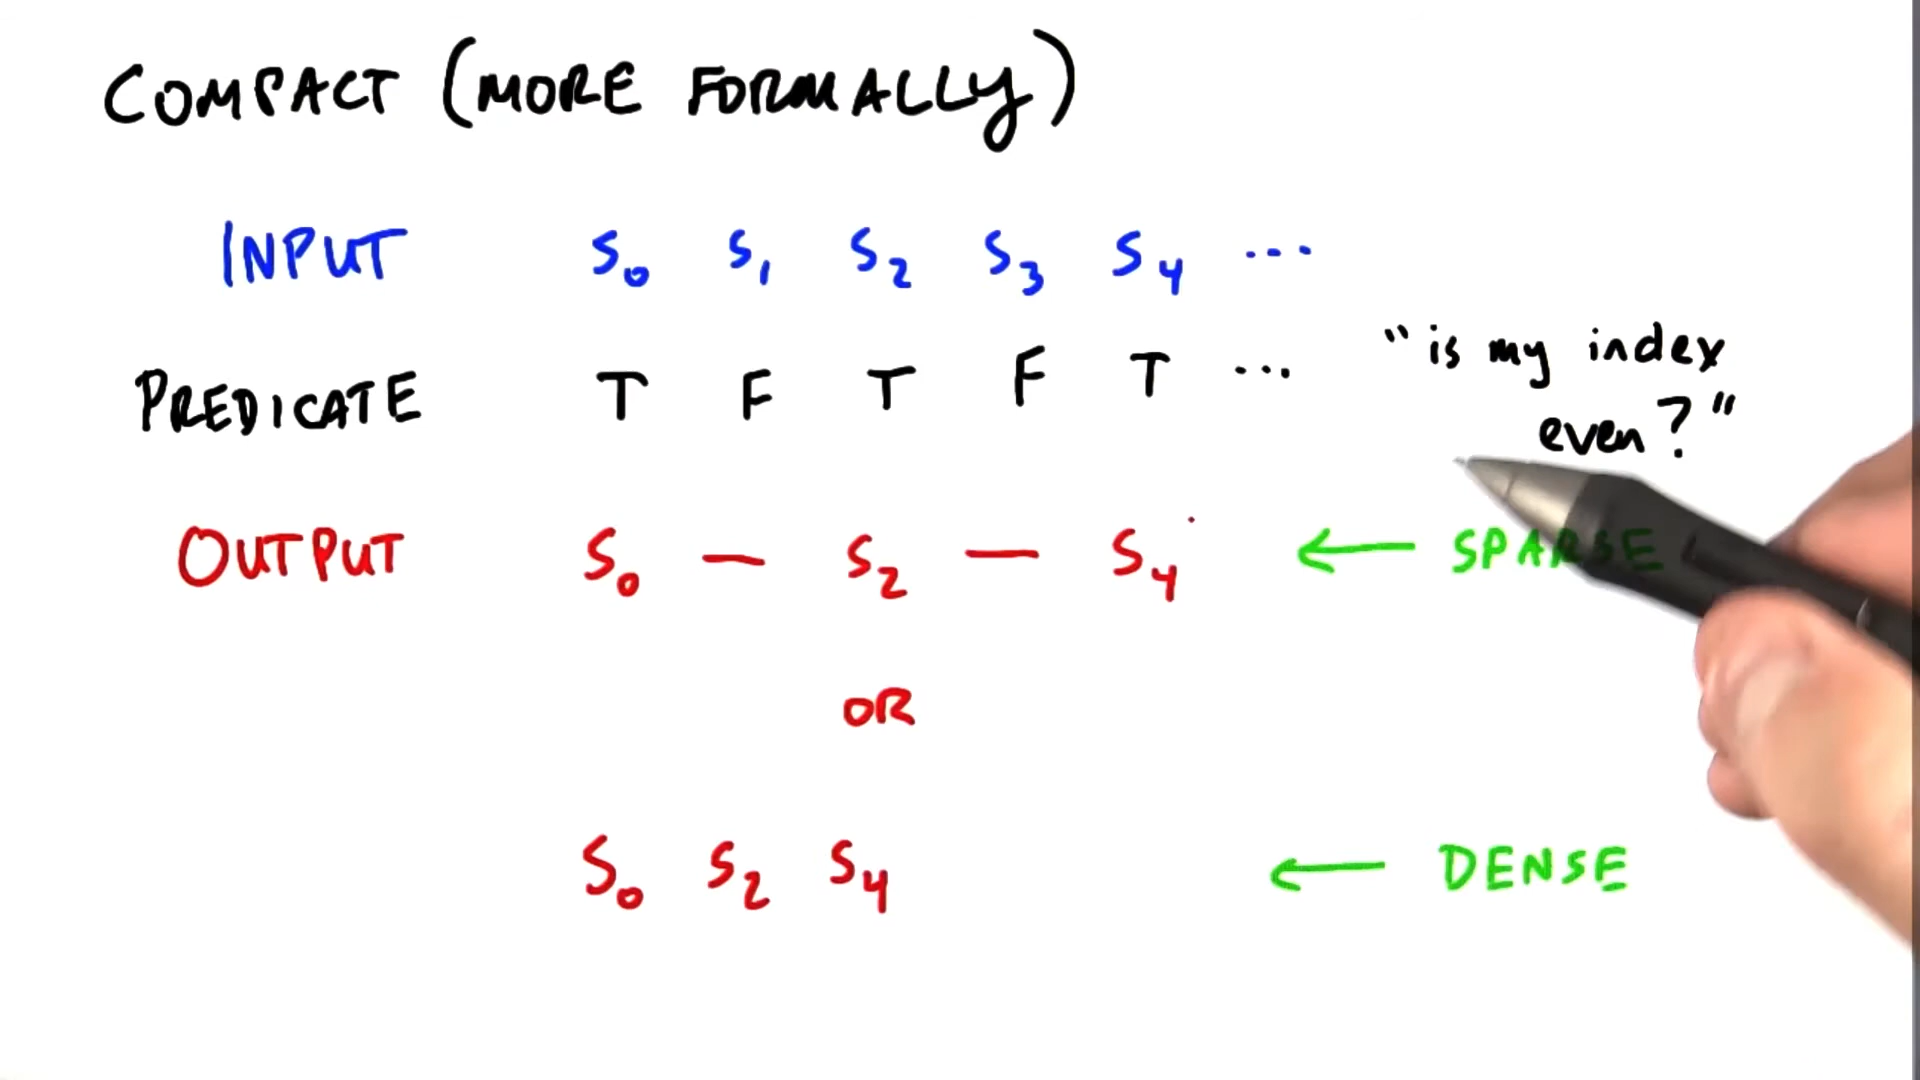 COMPACT (MORE FORMALLY)
INPUT S₀ S₁ S₂ S₃ S₄ ...
PREDICATE T F T F T ... "is my index
even?"
OUTPUT S₀ — S₂ — S₄ ← SPARSE
OR
S₀ S₂ S₄ ← DENSE